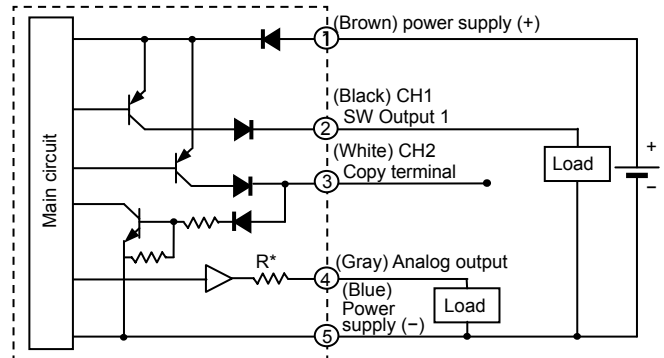 Main circuit
1
(Brown) power supply (+)
(Black) CH1
SW Output 1
2
(White) CH2
Copy terminal
3
R*
4
(Gray) Analog output
(Blue)
Power
supply (−)
5
Load
Load
+
−